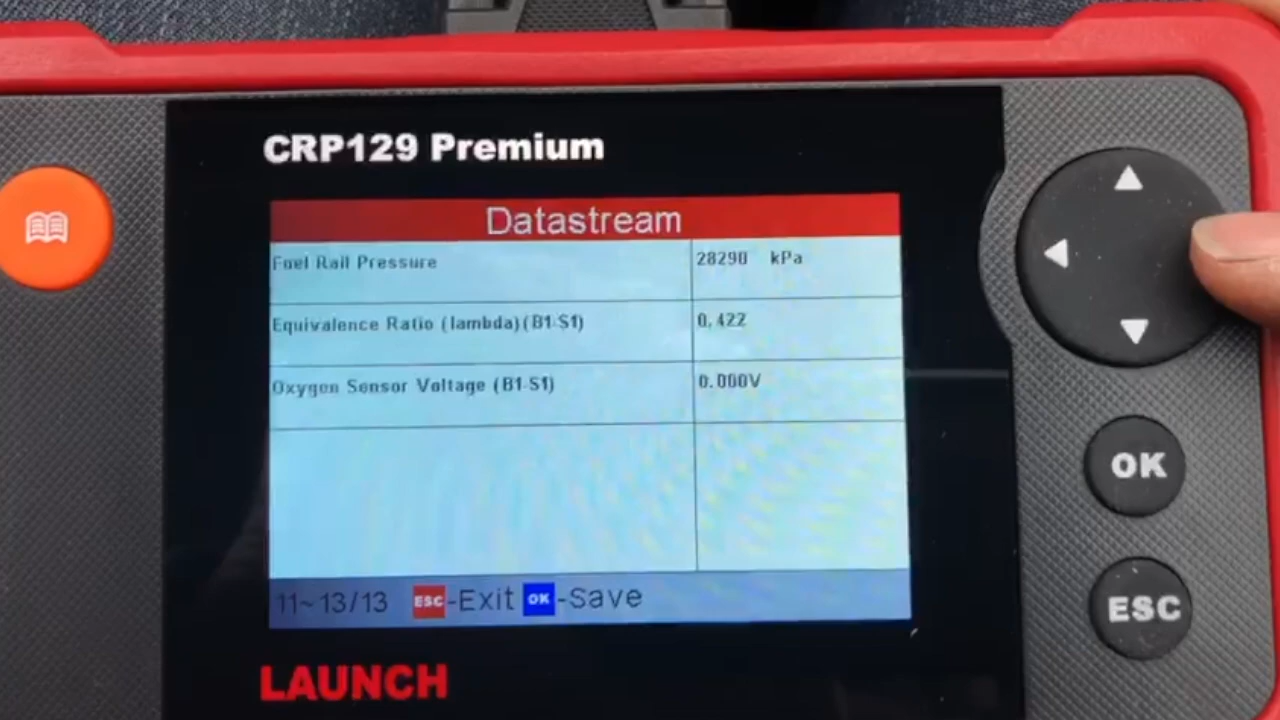 CRP129 Premium
Datastream
Fuel Rail Pressure 28290 kPa
Equivalence Ratio (lambda)(B1-S1) 0.422
Oxygen Sensor Voltage (B1-S1) 0.000V
11~13/13 ESC-Exit OK-Save
LAUNCH
OK
ESC